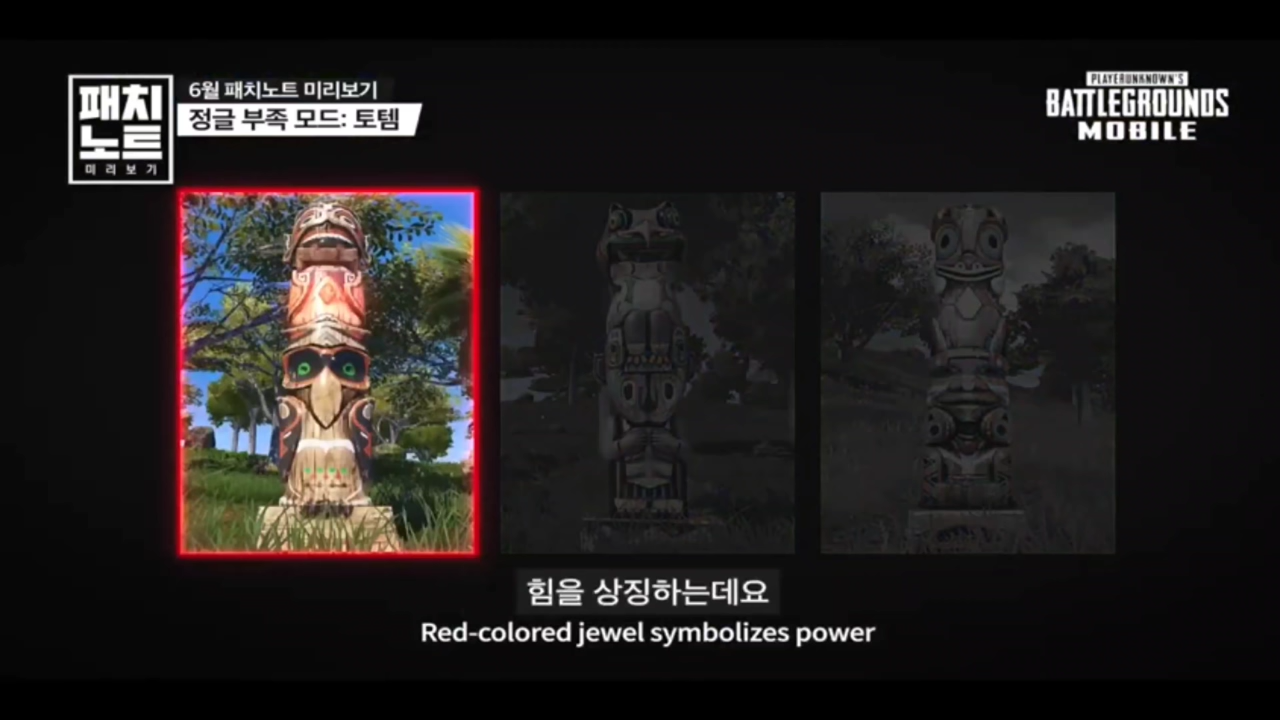 패치
노트
미리보기
6월 패치노트 미리보기
정글 부족 모드: 토템
PLAYERUNKNOWN'S
BATTLEGROUNDS
MOBILE
힘을 상징하는데요
Red-colored jewel symbolizes power